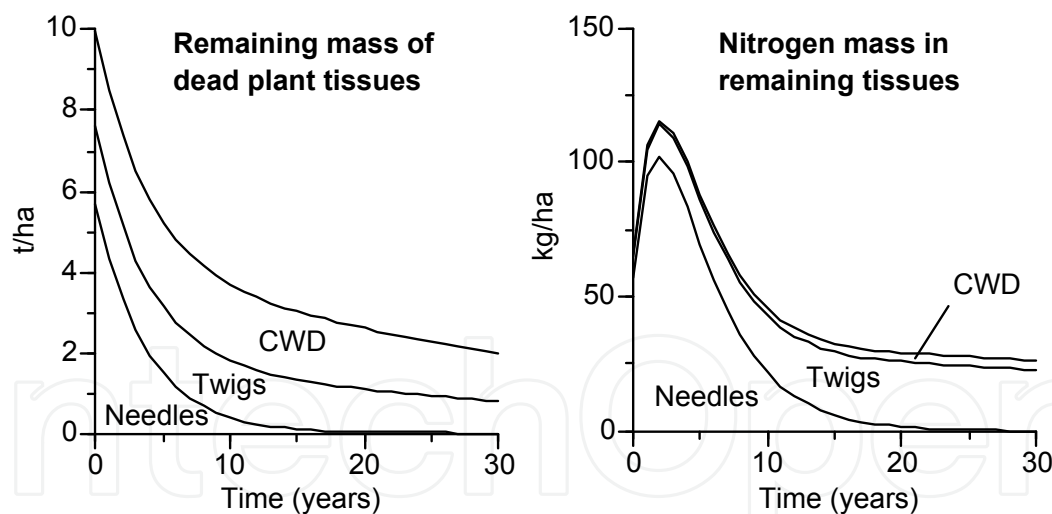 Remaining mass of
dead plant tissues
10
8
6
4
2
0
t/ha
CWD
Twigs
Needles
0
10
20
30
Time (years)
Nitrogen mass in
remaining tissues
150
100
50
0
kg/ha
CWD
Twigs
Needles
0
10
20
30
Time (years)
ntechOpen